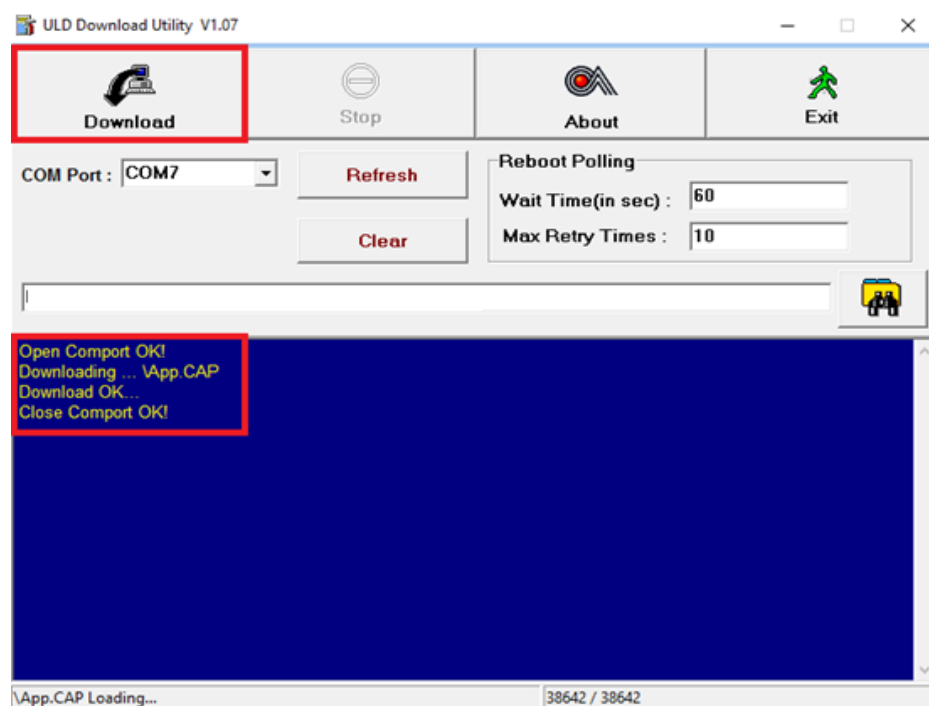 ULD Download Utility V1.07
Download
Stop
About
Exit
COM Port : COM7
Refresh
Clear
Reboot Polling
Wait Time(in sec) : 60
Max Retry Times : 10
Open Comport OK!
Downloading ... \App.CAP
Download OK...
Close Comport OK!
\App.CAP Loading...
38642 / 38642